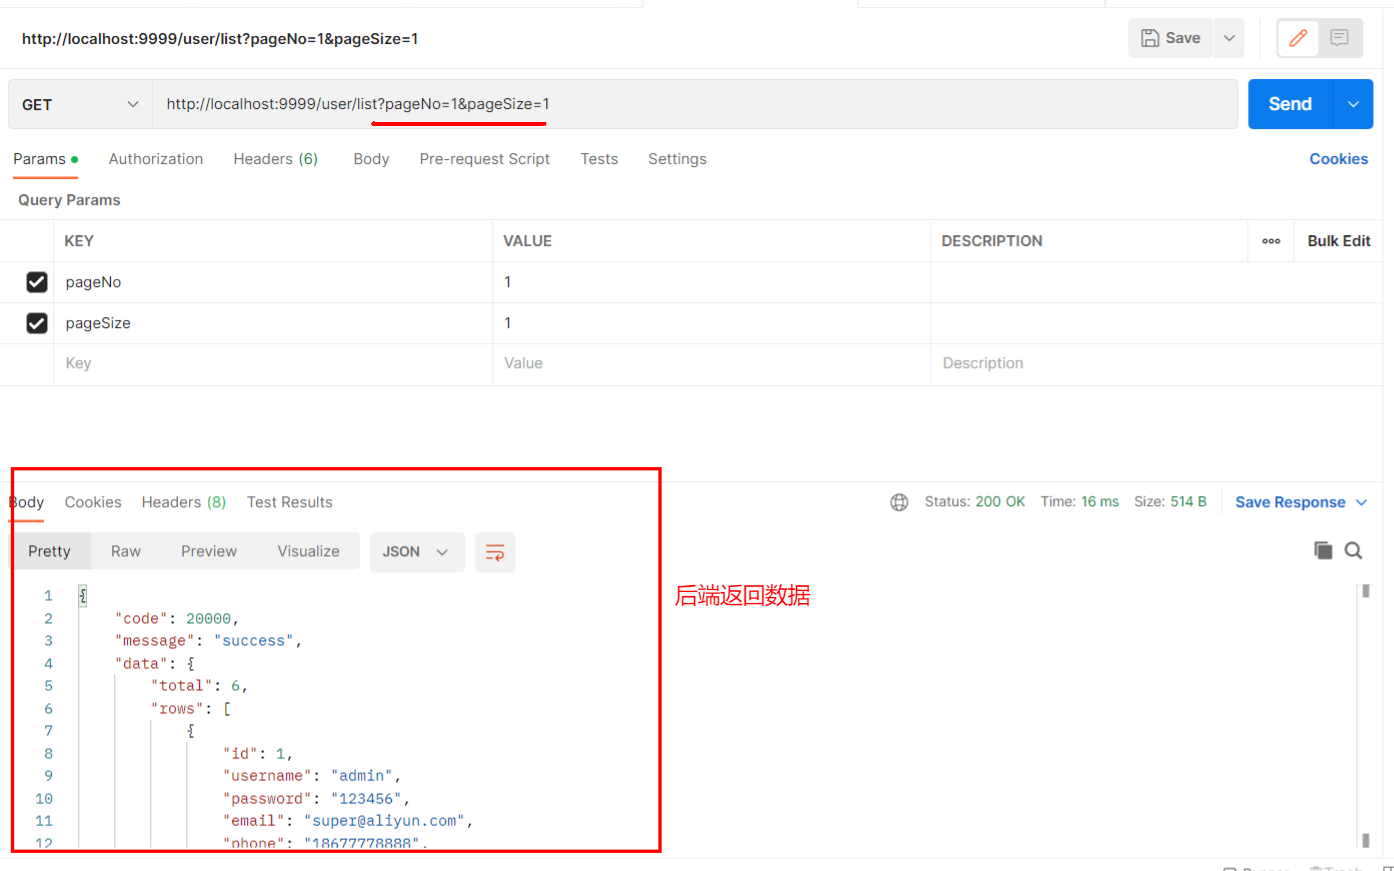 http://localhost:9999/user/list?pageNo=1&pageSize=1
Save
GET
http://localhost:9999/user/list?pageNo=1&pageSize=1
Send
Params Authorization Headers (6) Body Pre-request Script Tests Settings Cookies
Query Params
KEY VALUE DESCRIPTION Bulk Edit
pageNo 1
pageSize 1
Key Value Description
Body Cookies Headers (8) Test Results Status: 200 OK Time: 16 ms Size: 514 B Save Response
Pretty Raw Preview Visualize JSON
后端返回数据
1 {
2 "code": 20000,
3 "message": "success",
4 "data": {
5 "total": 6,
6 "rows": [
7 {
8 "id": 1,
9 "username": "admin",
10 "password": "123456",
11 "email": "super@aliyun.com",
12 "phone": "18677778888",